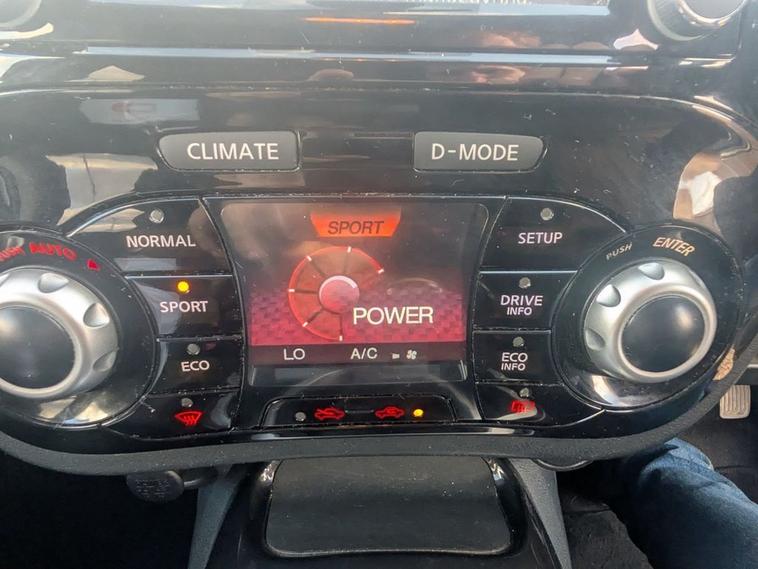 CLIMATE
D-MODE
NORMAL
SPORT
SETUP
PUSH ENTER
AUTO
SPORT
DRIVE
INFO
POWER
ECO
LO A/C
ECO
INFO